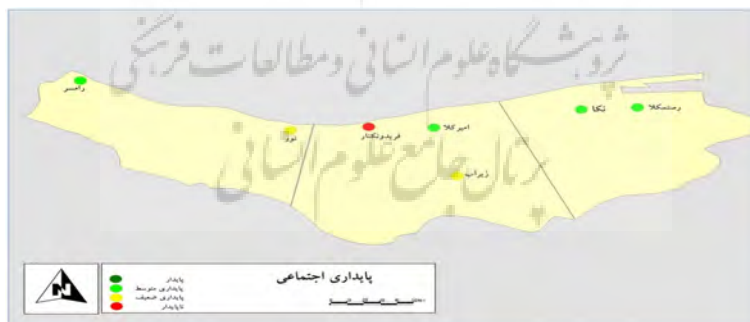 پژوهشگاه علوم انسانی و مطالعات فرهنگی
رامسر
نکا
رستمکلا
نور
فریدونکنار
امیرکلا
پرتال جامع علوم انسانی
زیراب
پایداری اجتماعی
پایدار
پایداری متوسط
پایداری ضعیف
ناپایدار
N